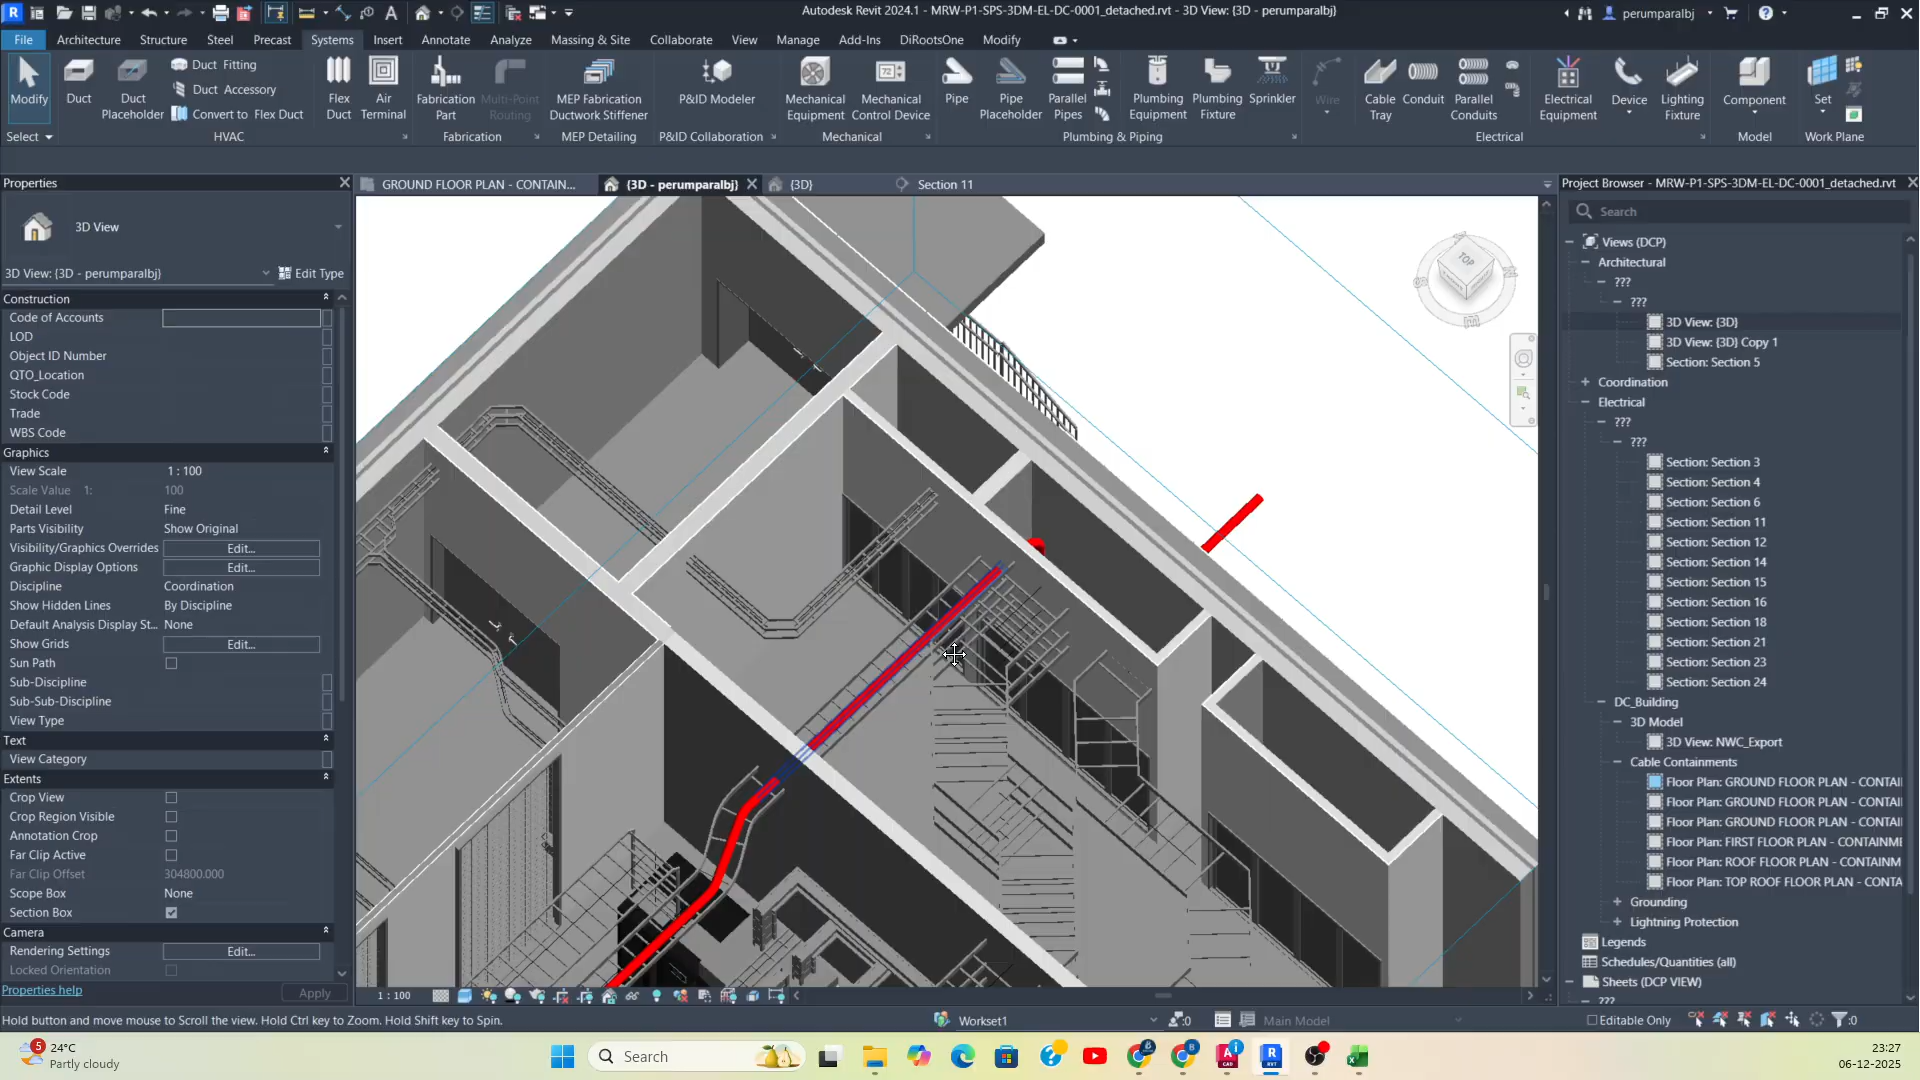 Autodesk Revit 2024.1 - MRW-P1-SPS-3DM-EL-DC-0001_detached.rvt - 3D View: {3D - perumparalbj}
perumparalbj
File Architecture Structure Steel Precast Systems Insert Annotate Analyze Massing & Site Collaborate View Manage Add-Ins DiRootsOne Modify
Modify
Duct
Duct Placeholder
Duct Fitting
Duct Accessory
Convert to Flex Duct
Flex Duct
Air Terminal
Fabrication Part
Multi-Point Routing
MEP Fabrication Ductwork Stiffener
P&ID Modeler
Mechanical Equipment
Mechanical Control Device
Pipe
Pipe Placeholder
Parallel Pipes
Plumbing Equipment
Plumbing Fixture
Sprinkler
Wire
Cable Tray
Conduit
Parallel Conduits
Electrical Equipment
Device
Lighting Fixture
Component
Set
Select HVAC Fabrication MEP Detailing P&ID Collaboration Mechanical Plumbing & Piping Electrical Model Work Plane
Properties
3D View
3D View: {3D - perumparalbj} Edit Type
Construction
Code of Accounts
LOD
Object ID Number
QTO_Location
Stock Code
Trade
WBS Code
Graphics
View Scale 1 : 100
Scale Value 1: 100
Detail Level Fine
Parts Visibility Show Original
Visibility/Graphics Overrides Edit...
Graphic Display Options Edit...
Discipline Coordination
Show Hidden Lines By Discipline
Default Analysis Display St... None
Show Grids Edit...
Sun Path
Sub-Discipline
Sub-Sub-Discipline
View Type
Text
View Category
Extents
Crop View
Crop Region Visible
Annotation Crop
Far Clip Active
Far Clip Offset 304800.000
Scope Box None
Section Box
Camera
Rendering Settings Edit...
Locked Orientation
Properties help Apply
GROUND FLOOR PLAN - CONTAIN... {3D - perumparalbj} {3D} Section 11
TOP
1 : 100
Project Browser - MRW-P1-SPS-3DM-EL-DC-0001_detached.rvt
Search
Views (DCP)
Architectural
???
???
3D View: {3D}
3D View: {3D} Copy 1
Section: Section 5
Coordination
Electrical
???
???
Section: Section 3
Section: Section 4
Section: Section 6
Section: Section 11
Section: Section 12
Section: Section 14
Section: Section 15
Section: Section 16
Section: Section 18
Section: Section 21
Section: Section 23
Section: Section 24
DC_Building
3D Model
3D View: NWC_Export
Cable Containments
Floor Plan: GROUND FLOOR PLAN - CONTAI
Floor Plan: GROUND FLOOR PLAN - CONTAI
Floor Plan: GROUND FLOOR PLAN - CONTAI
Floor Plan: FIRST FLOOR PLAN - CONTAINME
Floor Plan: ROOF FLOOR PLAN - CONTAINM
Floor Plan: TOP ROOF FLOOR PLAN - CONTA
Grounding
Lightning Protection
Legends
Schedules/Quantities (all)
Sheets (DCP VIEW)
???
Hold button and move mouse to Scroll the view. Hold Ctrl key to Zoom. Hold Shift key to Spin.
Workset1 :0 Main Model Editable Only :0
5
24°C
Partly cloudy
Search
23:27
06-12-2025